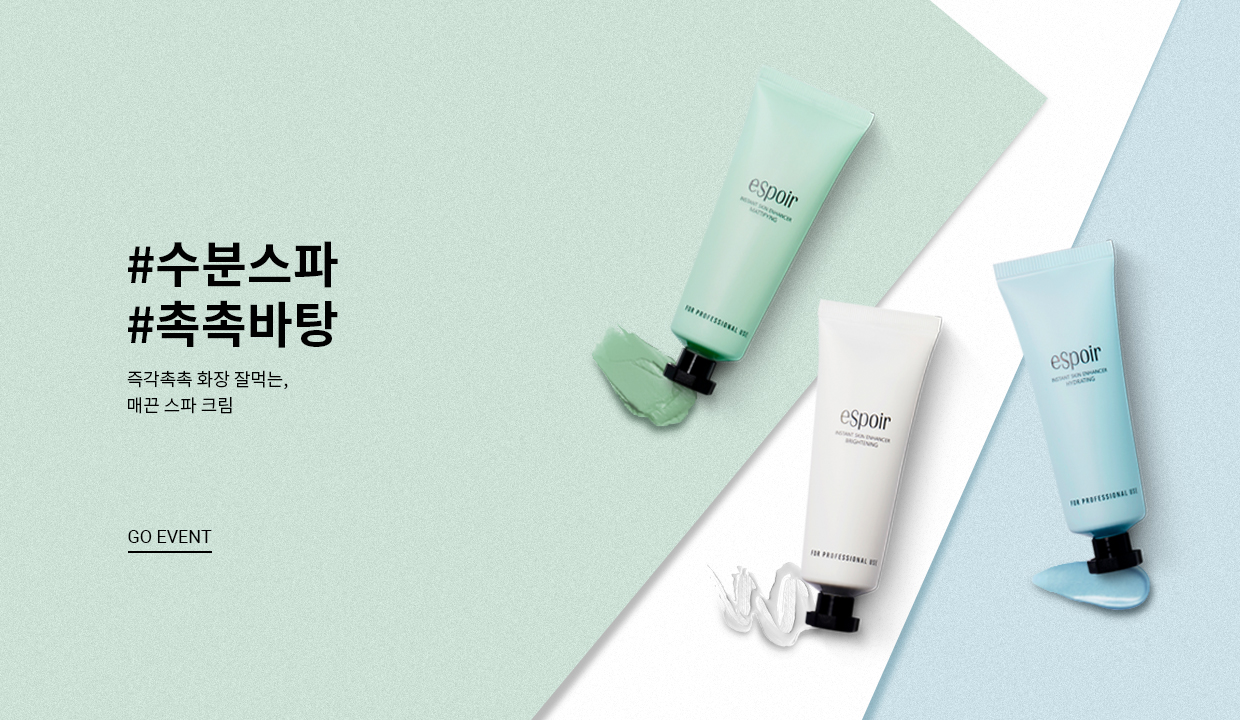 #수분스파
#촉촉바탕
즉각촉촉 화장 잘먹는,
매끈 스파 크림
GO EVENT
eSpoir
INSTANT SKIN ENHANCER
MATTIFYING
FOR PROFESSIONAL USE
eSpoir
INSTANT SKIN ENHANCER
BRIGHTENING
FOR PROFESSIONAL USE
eSpoir
INSTANT SKIN ENHANCER
HYDRATING
FOR PROFESSIONAL USE